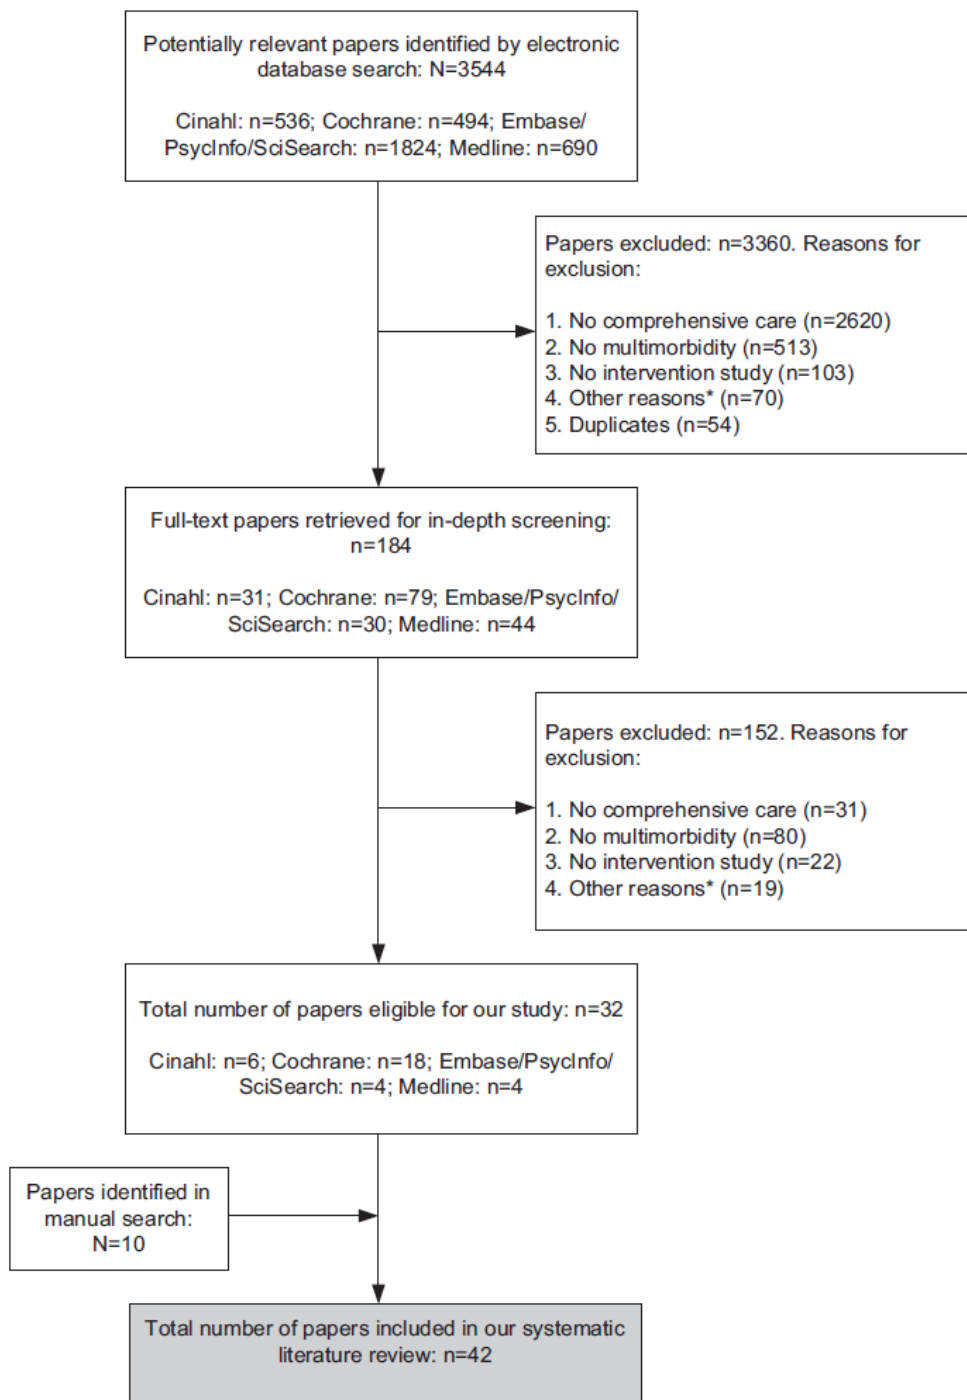 Potentially relevant papers identified by electronic
database search: N=3544
Cinahl: n=536; Cochrane: n=494; Embase/
PsycInfo/SciSearch: n=1824; Medline: n=690
Papers excluded: n=3360. Reasons for
exclusion:
1. No comprehensive care (n=2620)
2. No multimorbidity (n=513)
3. No intervention study (n=103)
4. Other reasons* (n=70)
5. Duplicates (n=54)
Full-text papers retrieved for in-depth screening:
n=184
Cinahl: n=31; Cochrane: n=79; Embase/PsycInfo/
SciSearch: n=30; Medline: n=44
Papers excluded: n=152. Reasons for
exclusion:
1. No comprehensive care (n=31)
2. No multimorbidity (n=80)
3. No intervention study (n=22)
4. Other reasons* (n=19)
Total number of papers eligible for our study: n=32
Cinahl: n=6; Cochrane: n=18; Embase/PsycInfo/
SciSearch: n=4; Medline: n=4
Papers identified in
manual search:
N=10
Total number of papers included in our systematic
literature review: n=42